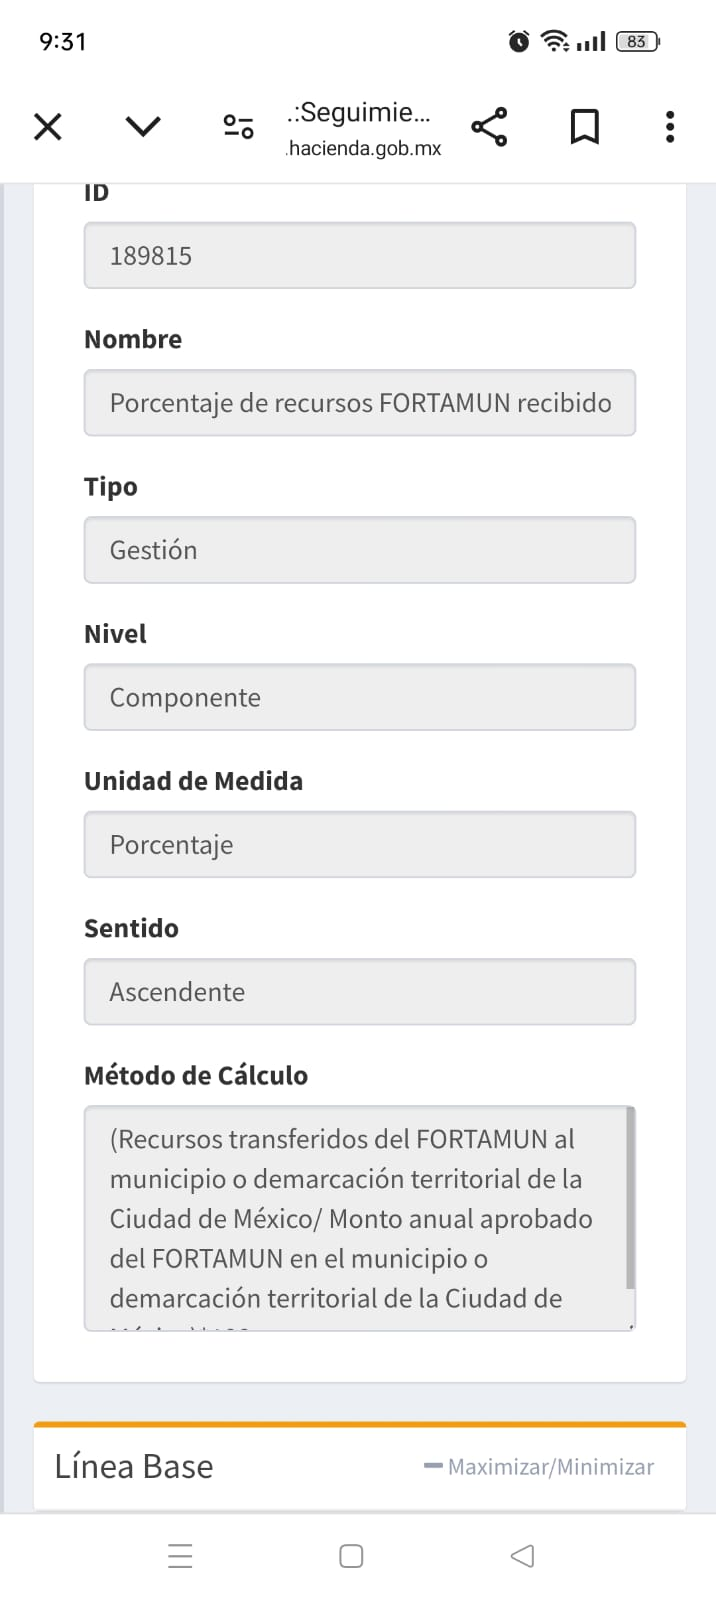 9:31
83
.:Seguimie...
.hacienda.gob.mx
ID
189815
Nombre
Porcentaje de recursos FORTAMUN recibido
Tipo
Gestión
Nivel
Componente
Unidad de Medida
Porcentaje
Sentido
Ascendente
Método de Cálculo
(Recursos transferidos del FORTAMUN al
municipio o demarcación territorial de la
Ciudad de México/ Monto anual aprobado
del FORTAMUN en el municipio o
demarcación territorial de la Ciudad de
Línea Base
Maximizar/Minimizar